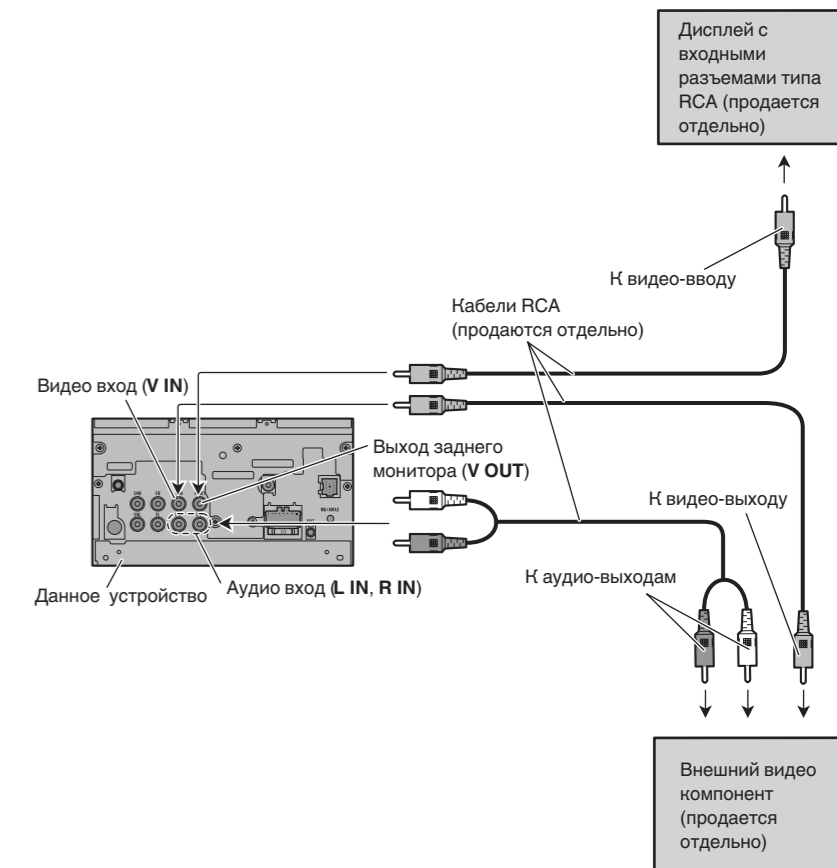 Дисплей с
входными
разъемами типа
RCA (продается
отдельно)
К видео-вводу
Кабели RCA
(продаются отдельно)
Видео вход (V IN)
Выход заднего
монитора (V OUT)
К видео-выходу
К аудио-выходам
Данное устройство
Аудио вход (L IN, R IN)
Внешний видео
компонент
(продается
отдельно)